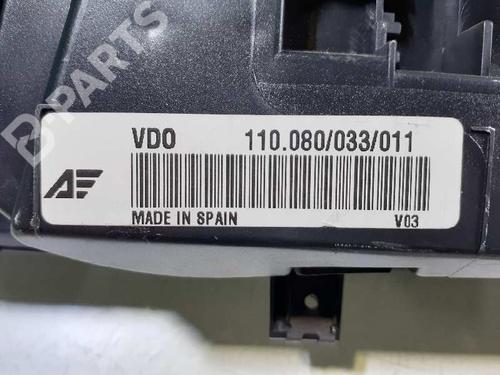 B-PARTS
VDO 110.080/033/011
AF
MADE IN SPAIN V03